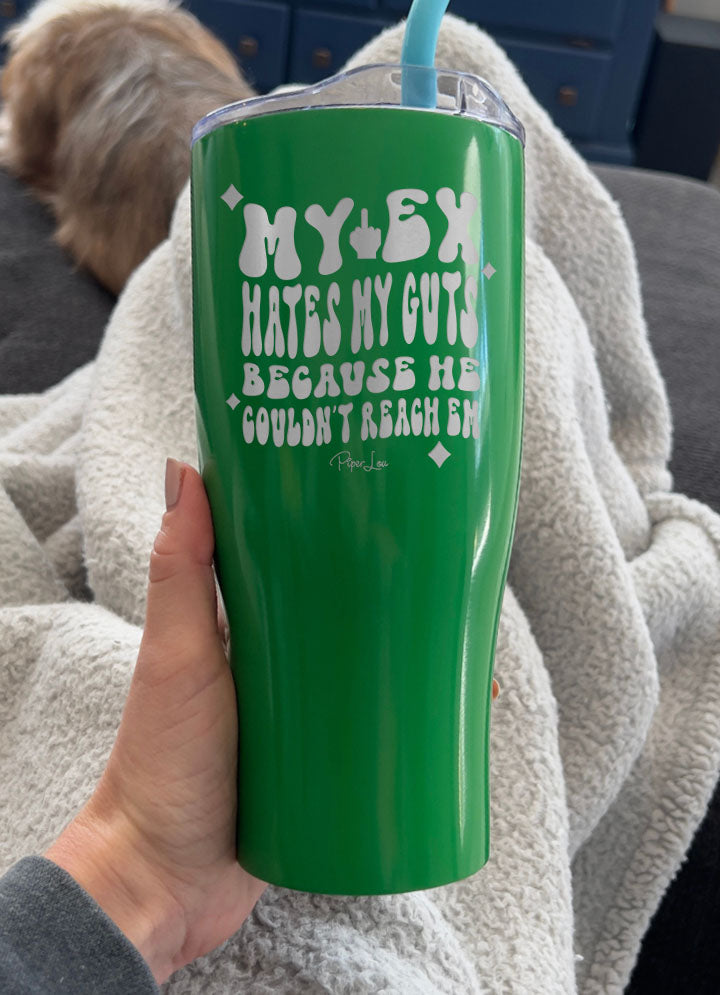 MY EX
HATES MY GUTS
BECAUSE HE
COULDN'T REACH EM
Piper Lou